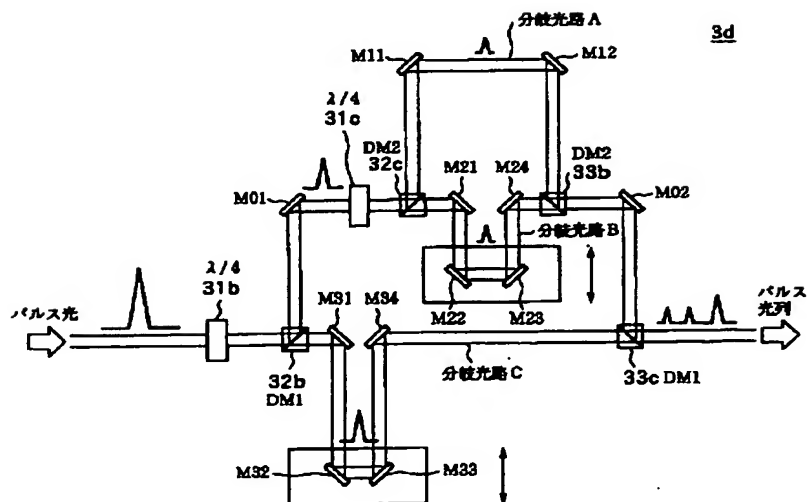 分岐光路A
3d
M11
M12
λ/4
31c
DM2
32c
M21
M24
DM2
33b
M01
M02
分岐光路B
λ/4
31b
M31
M34
M22
M23
パルス光
パルス
光列
32b
DM1
分岐光路C
33c DM1
M32
M33